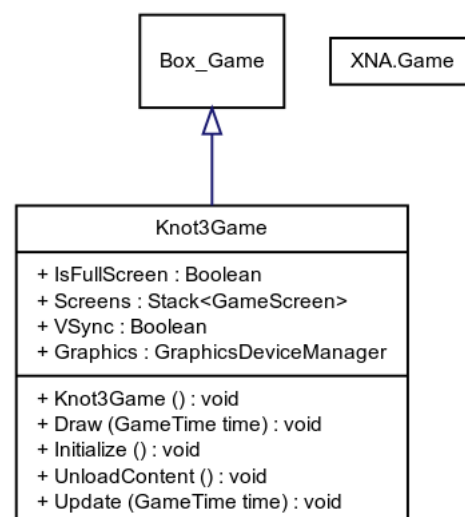 Box_Game
XNA.Game
Knot3Game
+ IsFullScreen : Boolean
+ Screens : Stack<GameScreen>
+ VSync : Boolean
+ Graphics : GraphicsDeviceManager
+ Knot3Game () : void
+ Draw (GameTime time) : void
+ Initialize () : void
+ UnloadContent () : void
+ Update (GameTime time) : void